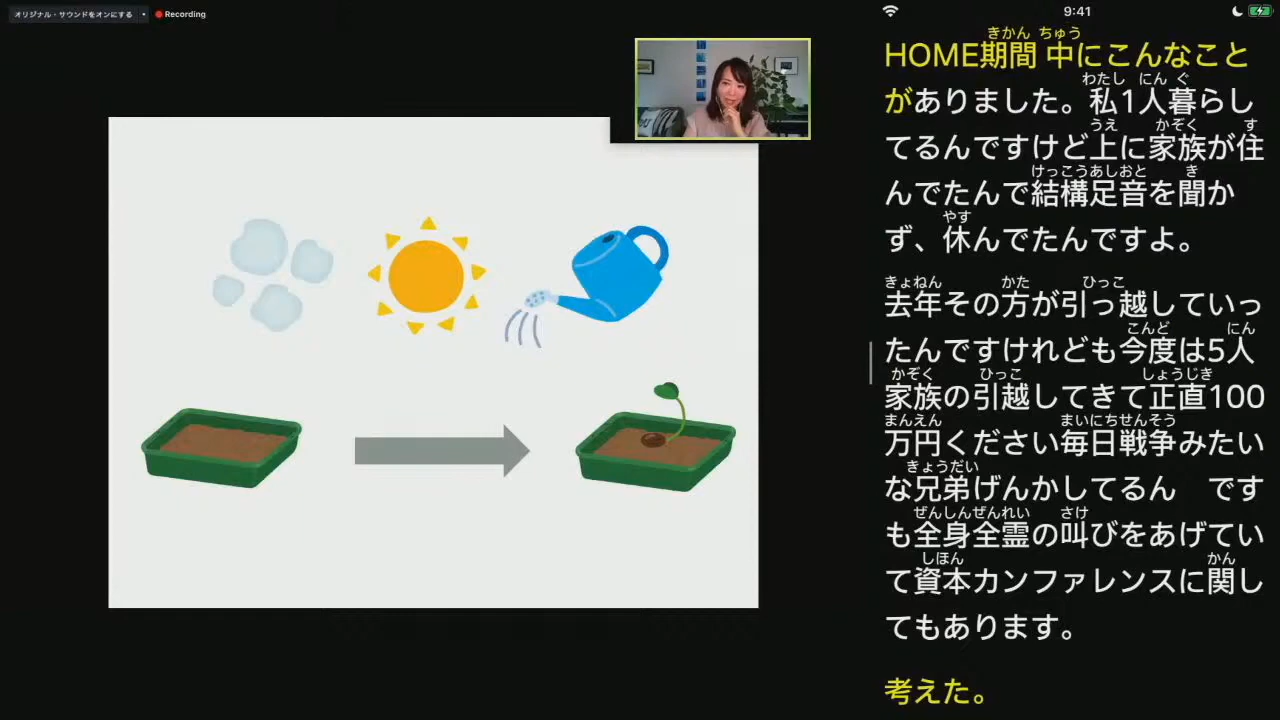 オリジナル・サウンドをオンにする
Recording
9:41
きかん ちゅう
HOME期間 中にこんなこと
わたし にん ぐ
がありました。私1人暮らし
うえ かぞく す
てるんですけど上に家族が住
けっこうあしおと き
んでたんで結構足音を聞か
やす
ず、休んでたんですよ。
きょねん かた ひっこ
去年その方が引っ越していっ
こんど にん
たんですけれども今度は5人
かぞく ひっこ しょうじき
家族の引越してきて正直100
まんえん まいにちせんそう
万円ください毎日戦争みたい
きょうだい
な兄弟げんかしてるん　です
ぜんしんぜんれい さけ
も全身全霊の叫びをあげてい
しほん かん
て資本カンファレンスに関し
てもあります。
考えた。